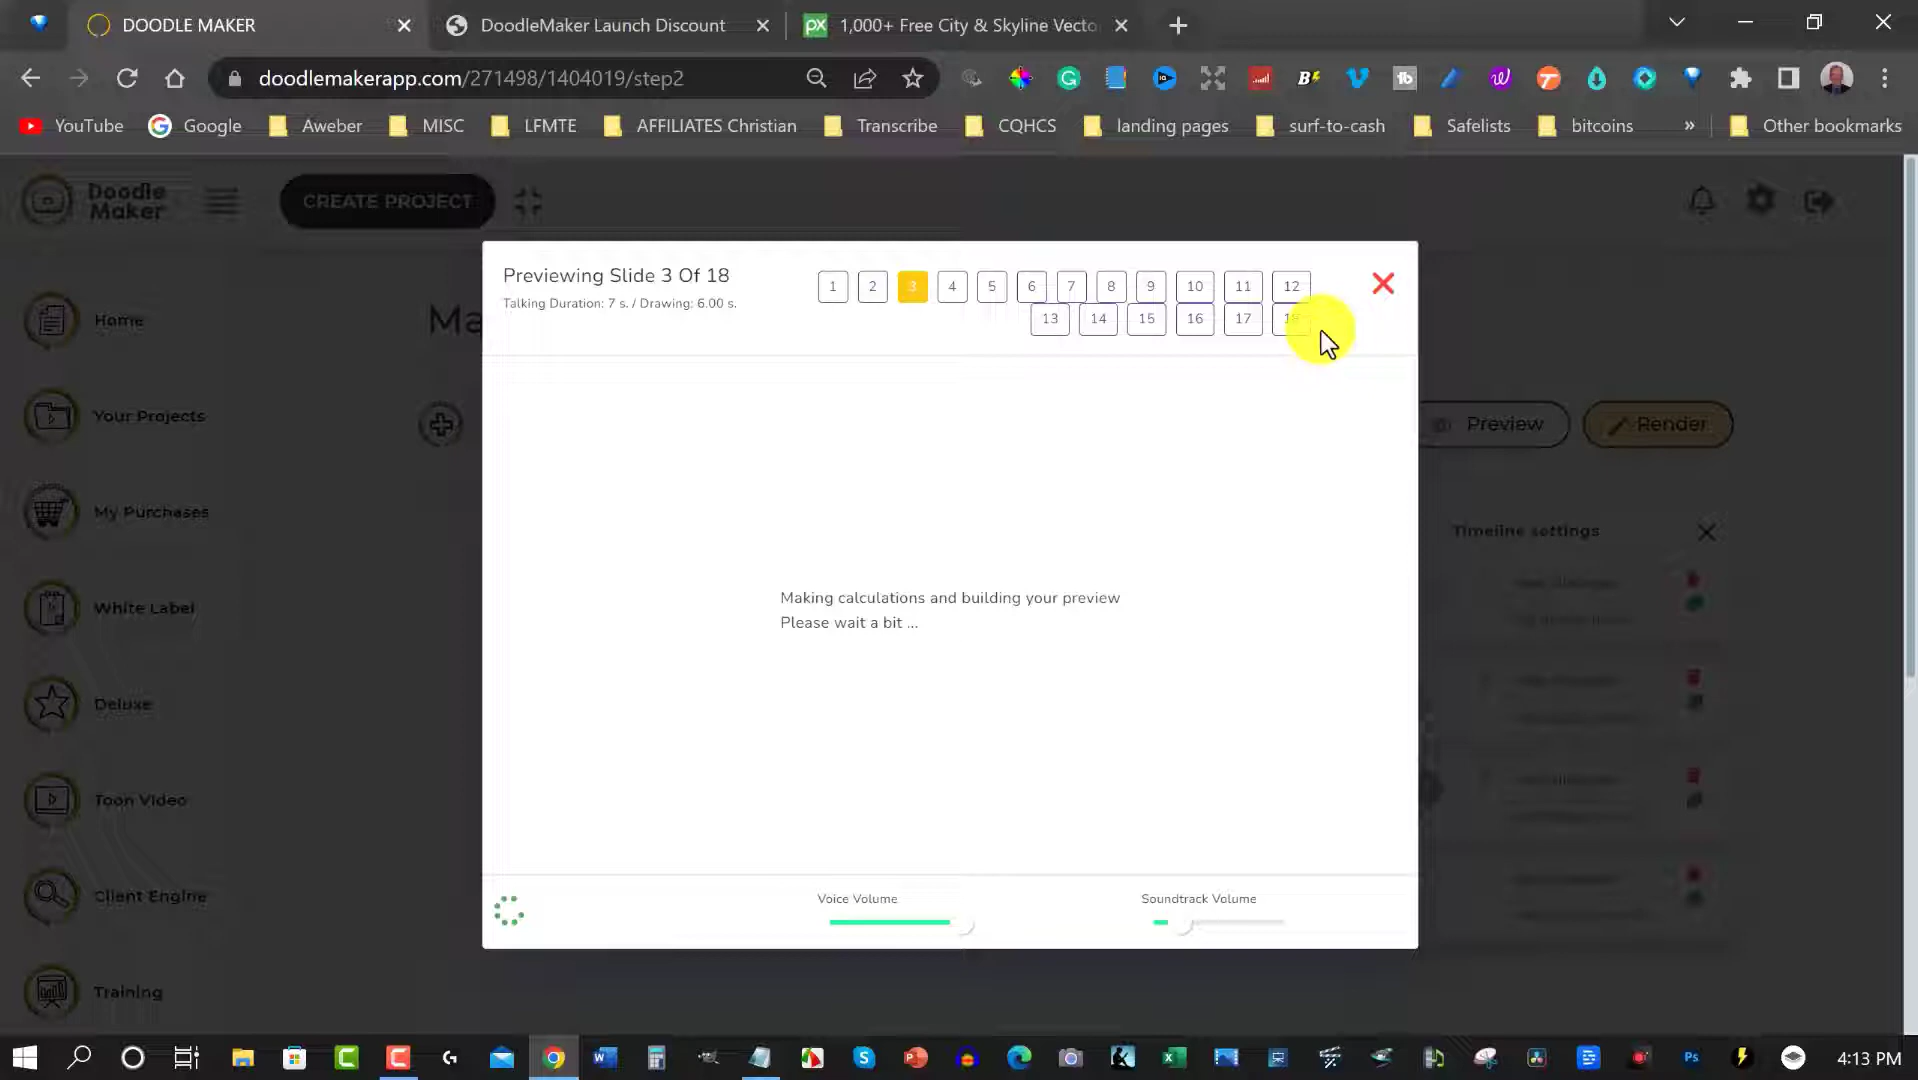 DOODLE MAKER
DoodleMaker Launch Discount
1,000+ Free City & Skyline Vecto
doodlemakerapp.com/271498/1404019/step2
YouTube
Google
Aweber
MISC
LFMTE
AFFILIATES Christian
Transcribe
CQHCS
landing pages
surf-to-cash
Safelists
bitcoins
»
Other bookmarks
Doodle
Maker
CREATE PROJECT
Previewing Slide 3 Of 18
Talking Duration: 7 s. / Drawing: 6.00 s.
1 2 3 4 5 6 7 8 9 10 11 12
13 14 15 16 17 18
Home
Ma
Your Projects
Preview
Render
My Purchases
Timeline settings
White Label
Making calculations and building your preview
Please wait a bit ...
Deluxe
Toon Video
Client Engine
Voice Volume
Soundtrack Volume
Training
4:13 PM